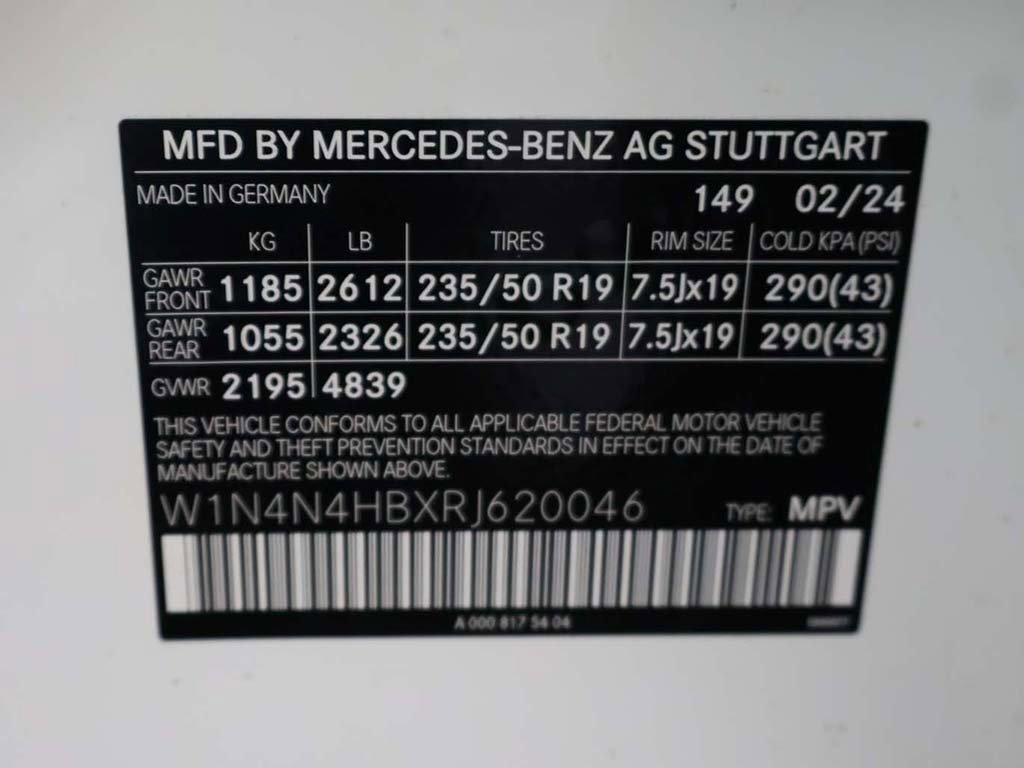 MFD BY MERCEDES-BENZ AG STUTTGART
MADE IN GERMANY 149 02/24
KG LB TIRES RIM SIZE COLD KPA (PSI)
GAWR FRONT 1185 2612 235/50 R19 7.5Jx19 290(43)
GAWR REAR 1055 2326 235/50 R19 7.5Jx19 290(43)
GVWR 2195 4839
THIS VEHICLE CONFORMS TO ALL APPLICABLE FEDERAL MOTOR VEHICLE
SAFETY AND THEFT PREVENTION STANDARDS IN EFFECT ON THE DATE OF
MANUFACTURE SHOWN ABOVE.
W1N4N4HBXRJ620046 TYPE: MPV
A 000 817 54 04